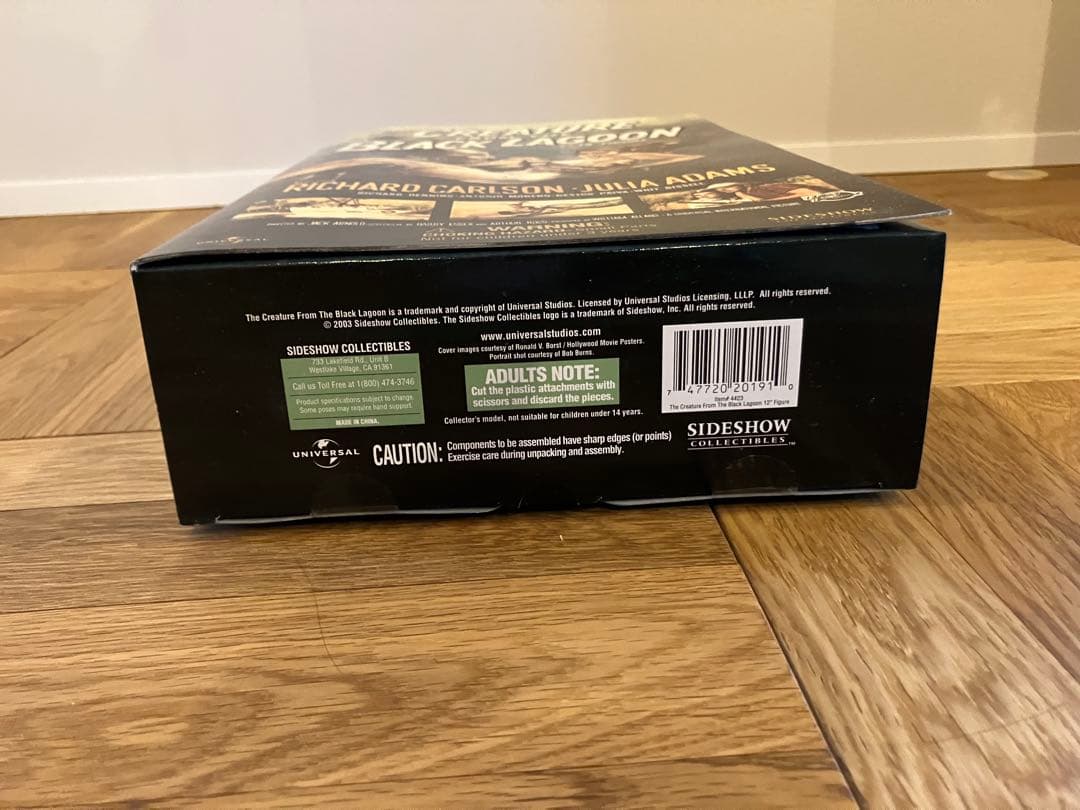 CREATURE
BLACK LAGOON
RICHARD CARLSON · JULIA ADAMS
WARNING:
UNIVERSAL
SIDESHOW
The Creature From The Black Lagoon is a trademark and copyright of Universal Studios. Licensed by Universal Studios Licensing, LLLP. All rights reserved.
© 2003 Sideshow Collectibles. The Sideshow Collectibles logo is a trademark of Sideshow, Inc. All rights reserved.
www.universalstudios.com
Cover images courtesy of Ronald V. Borst / Hollywood Movie Posters.
Portrait shot courtesy of Bob Burns.
SIDESHOW COLLECTIBLES
733 Lakefield Rd., Unit B
Westlake Village, CA 91361
Call us Toll Free at 1(800) 474-3746
Product specifications subject to change.
Some poses may require hand support.
MADE IN CHINA.
ADULTS NOTE:
Cut the plastic attachments with
scissors and discard the pieces.
Collector's model, not suitable for children under 14 years.
7 47720 20191 0
Item# 4423
The Creature From The Black Lagoon 12" Figure
UNIVERSAL
CAUTION: Components to be assembled have sharp edges (or points)
Exercise care during unpacking and assembly.
SIDESHOW
COLLECTIBLES™